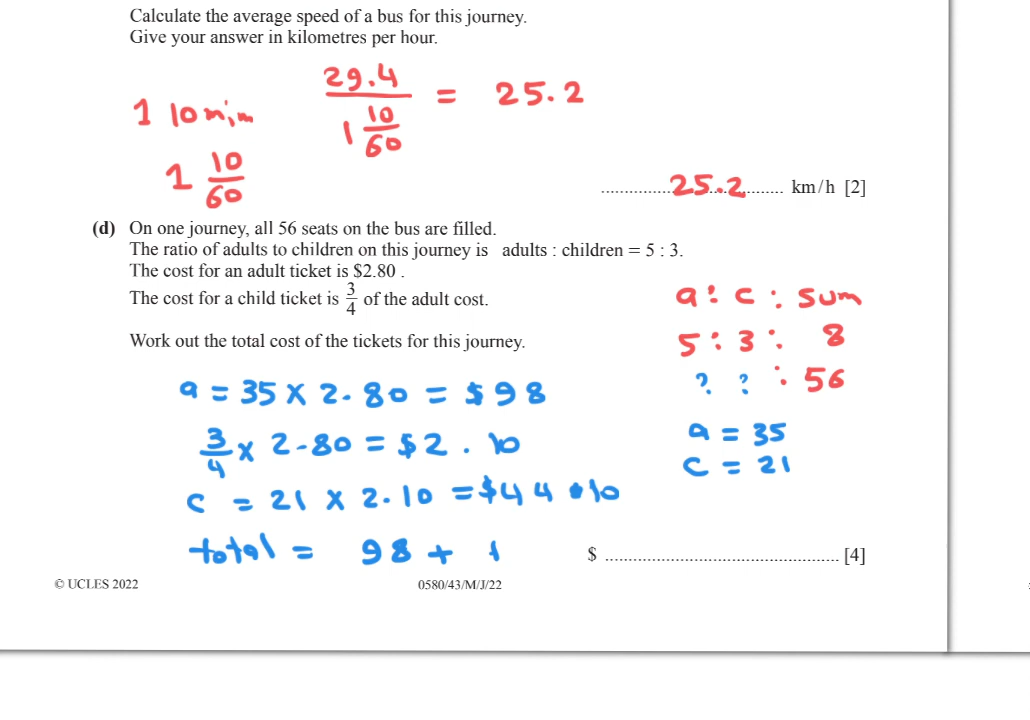 Calculate the average speed of a bus for this journey.
Give your answer in kilometres per hour.
1 10 min
29.4 / 1 10/60 = 25.2
1 10/60
25.2 km/h [2]
(d) On one journey, all 56 seats on the bus are filled.
The ratio of adults to children on this journey is adults : children = 5 : 3.
The cost for an adult ticket is $2.80 .
The cost for a child ticket is 3/4 of the adult cost.
a : c : sum
Work out the total cost of the tickets for this journey.
5 : 3 : 8
? ? : 56
a = 35 × 2.80 = $98
a = 35
3/4 × 2.80 = $2.10
c = 21
c = 21 × 2.10 = $44.10
total = 98 + 1
$ ........................................ [4]
© UCLES 2022
0580/43/M/J/22